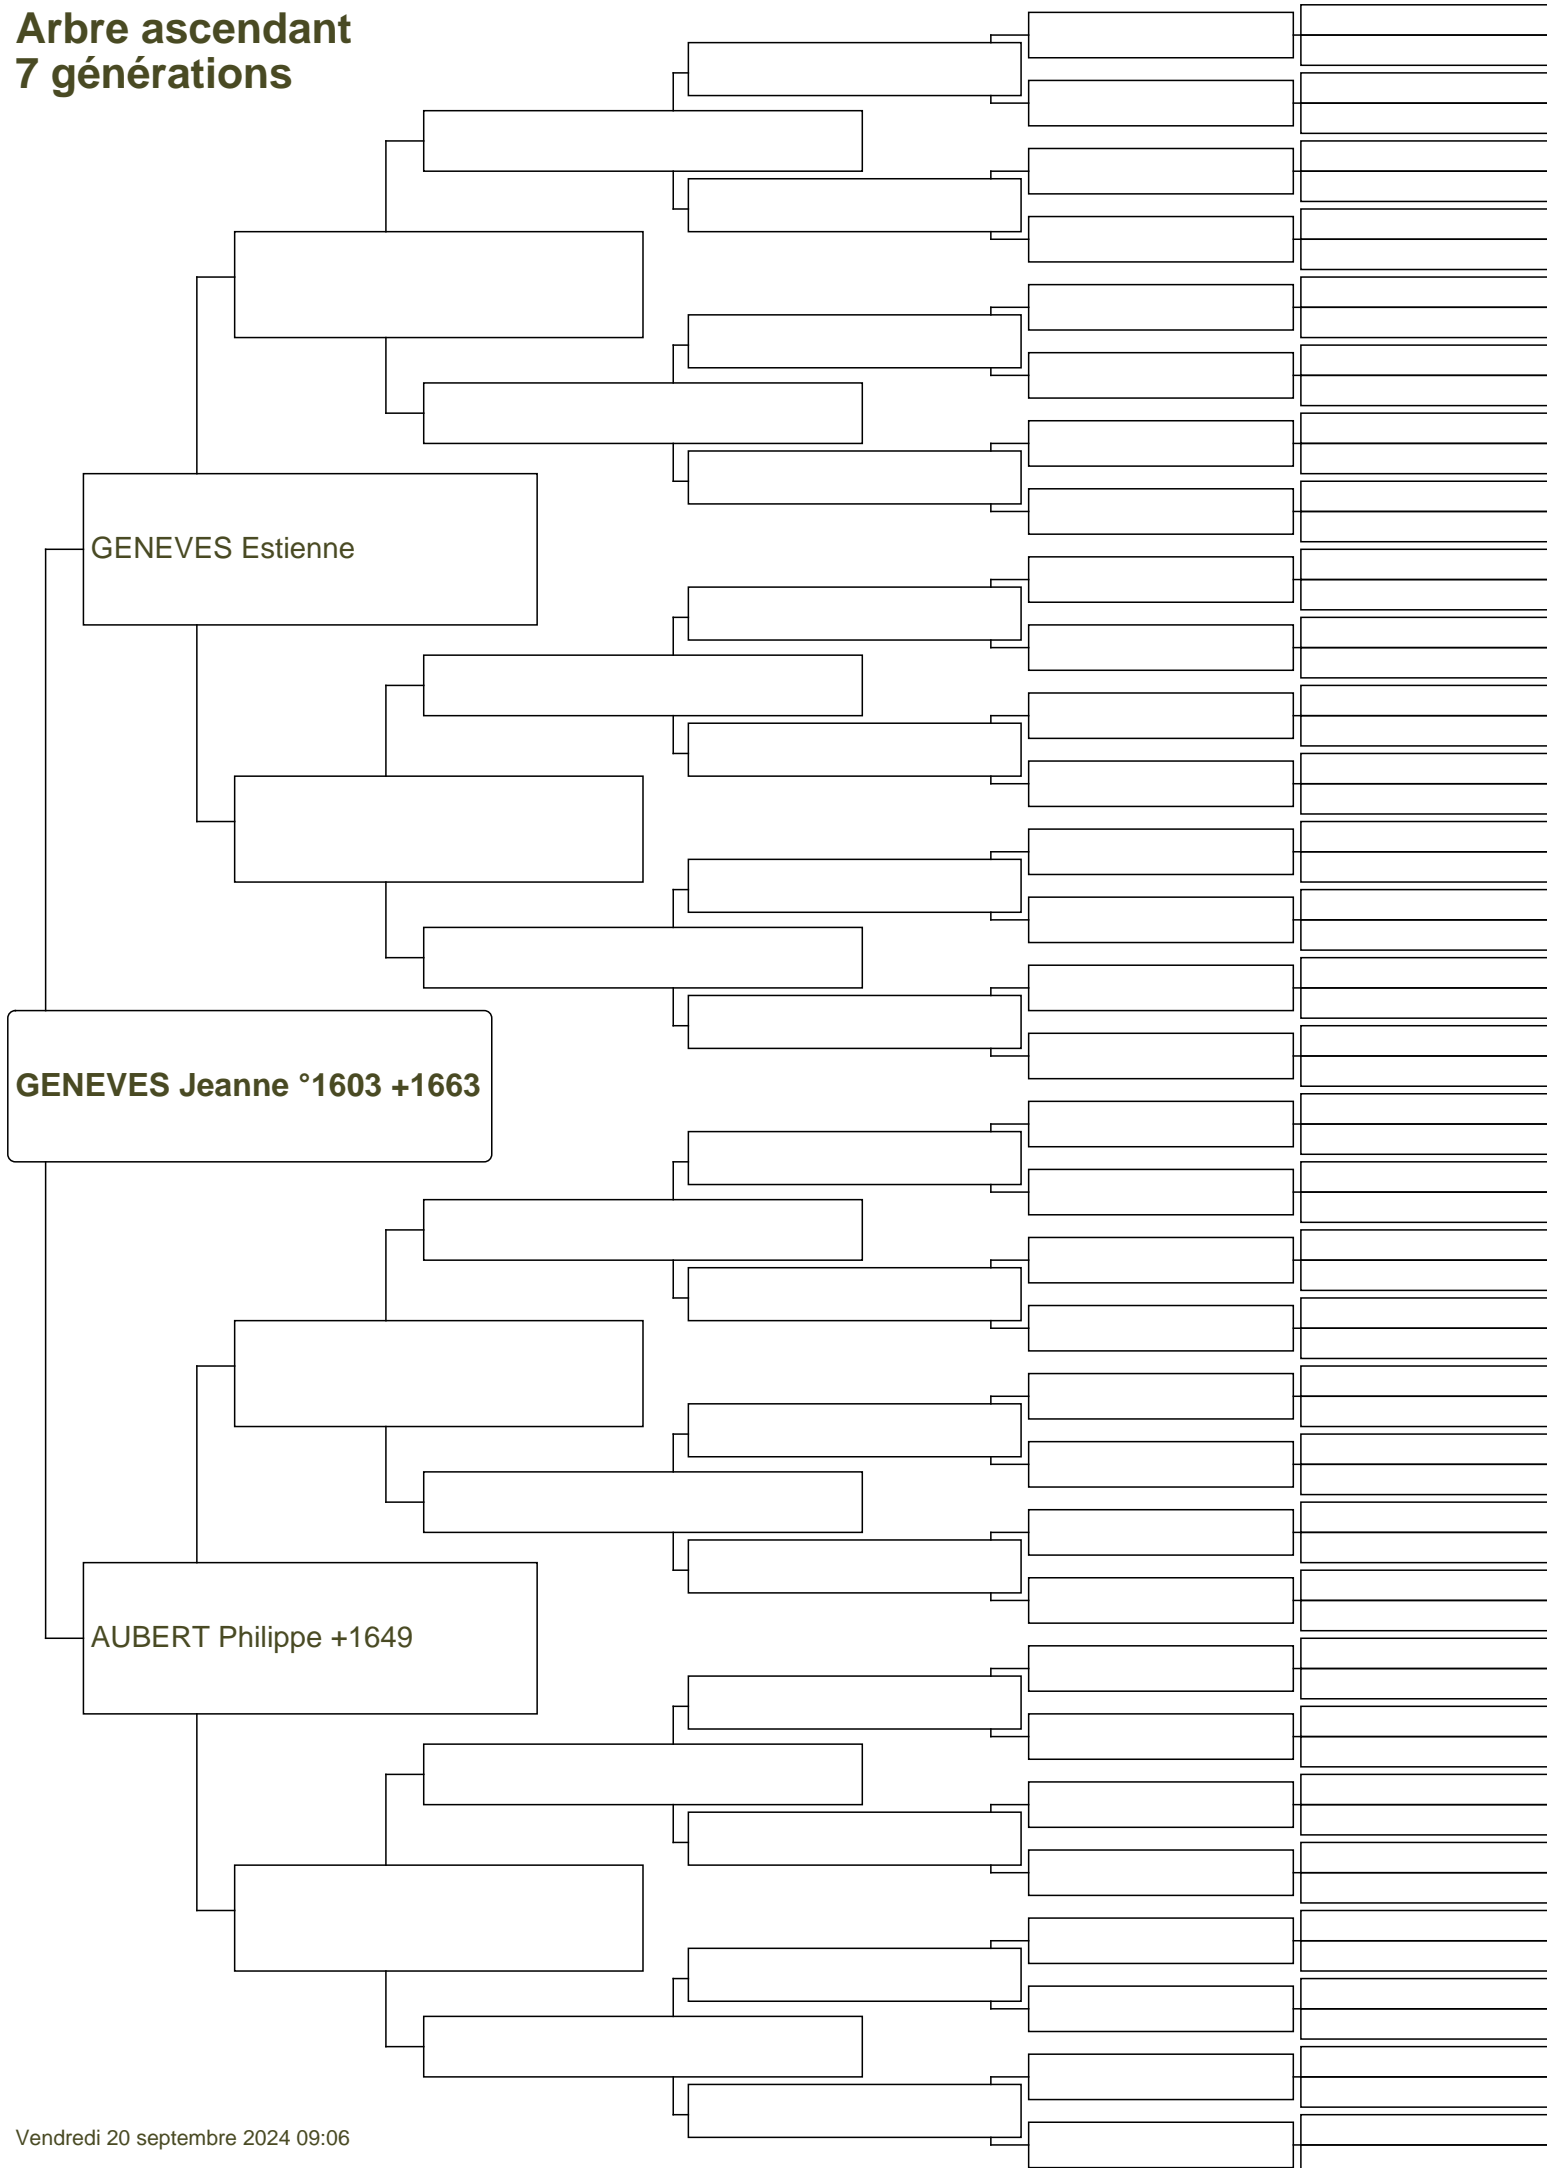 Arbre ascendant
7 générations
GENEVES Estienne
GENEVES Jeanne °1603 +1663
AUBERT Philippe +1649
Vendredi 20 septembre 2024 09:06